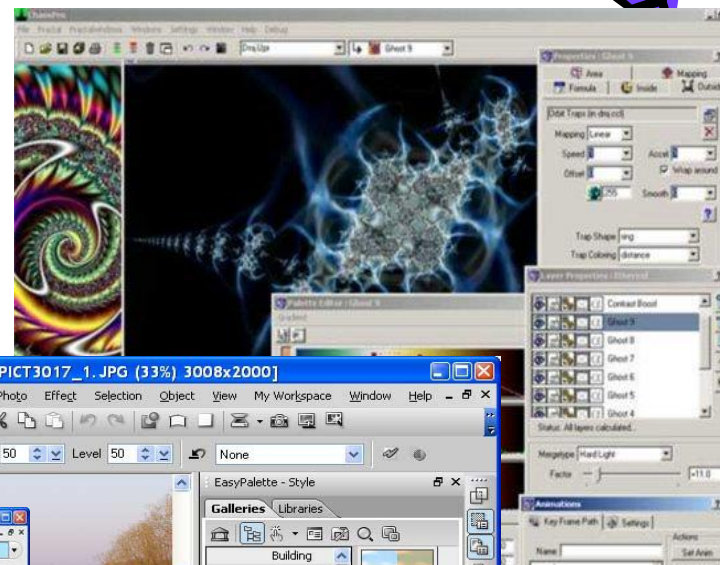 ChaosPro
File Fractal Fractalwindows Windows Settings Window Help Debug
Ghost 9
Properties : Ghost 9
Area Mapping
Formula Inside
Orbit Traps (in dmj.ccl)
Mapping Linear
Speed Accel
Offset Wrap around
255 Smooth
Trap Shape ring
Trap Coloring distance
Layer Properties : Ethereal
Palette Editor : Ghost 9
Gradient
Contrast Boost
Ghost 9
Ghost 8
Ghost 7
Ghost 6
Ghost 5
Ghost 4
Status: All layers calculated.
Mergetype Hard Light
Factor +11.0
Animations
Key Frame Path Settings
Actions
Name Set Anim
PICT3017_1.JPG (33%) 3008x2000]
Photo Effect Selection Object View My Workspace Window Help
50 Level 50 None
EasyPalette - Style
Galleries Libraries
Building